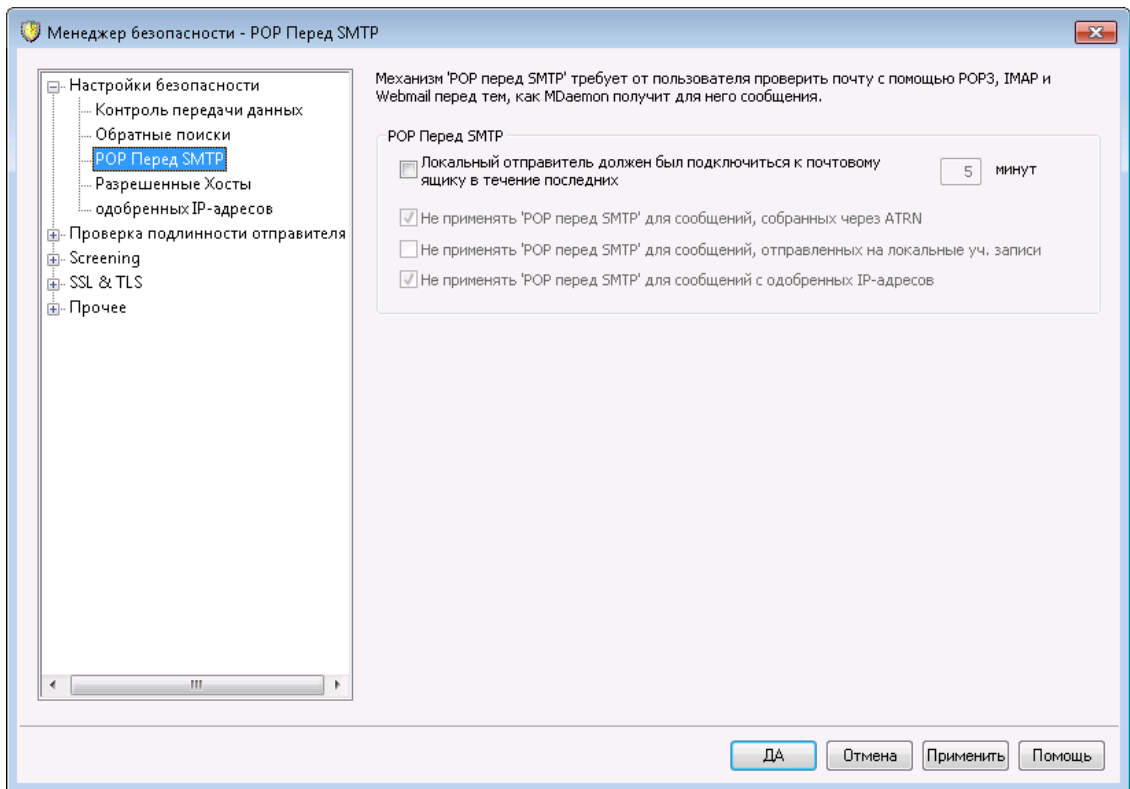 Менеджер безопасности - POP Перед SMTP
Настройки безопасности
Контроль передачи данных
Обратные поиски
POP Перед SMTP
Разрешенные Хосты
одобренных IP-адресов
Проверка подлинности отправителя
Screening
SSL & TLS
Прочее
Механизм 'POP перед SMTP' требует от пользователя проверить почту с помощью POP3, IMAP и
Webmail перед тем, как MDaemon получит для него сообщения.
POP Перед SMTP
Локальный отправитель должен был подключиться к почтовому
ящику в течение последних
5 минут
Не применять 'POP перед SMTP' для сообщений, собранных через ATRN
Не применять 'POP перед SMTP' для сообщений, отправленных на локальные уч. записи
Не применять 'POP перед SMTP' для сообщений с одобренных IP-адресов
ДА
Отмена
Применить
Помощь